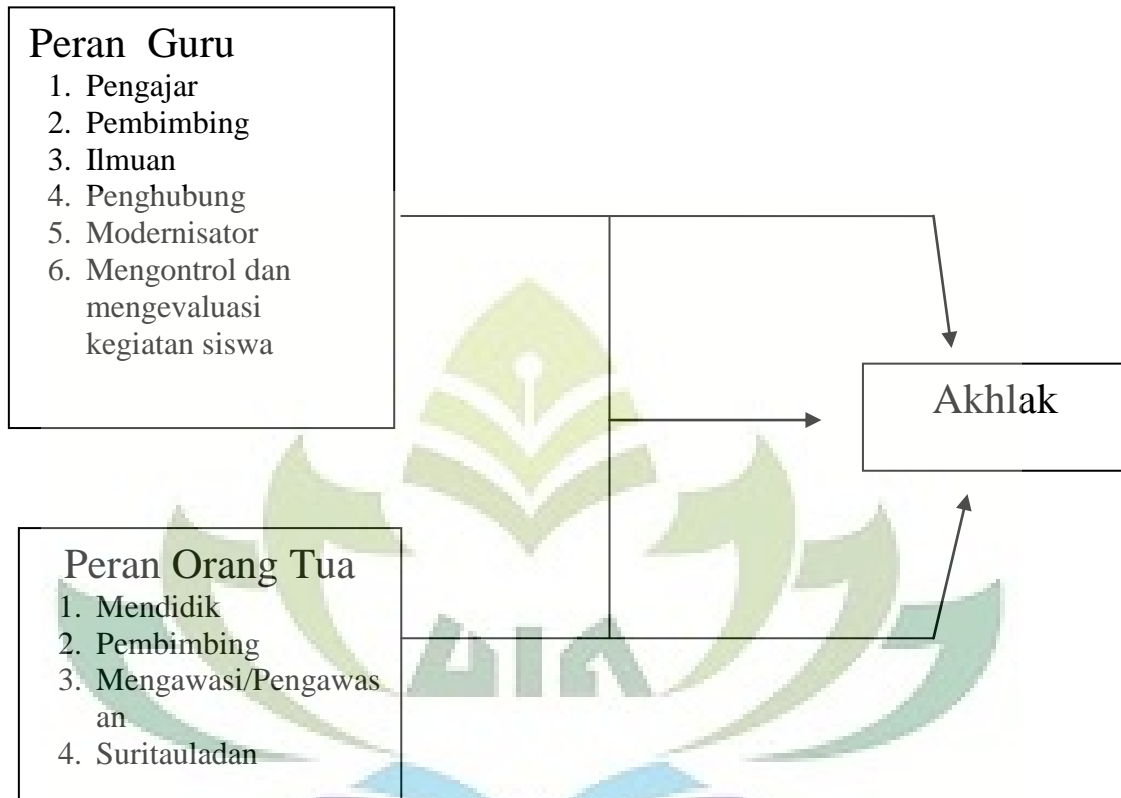 Peran Guru
1. Pengajar
2. Pembimbing
3. Ilmuan
4. Penghubung
5. Modernisator
6. Mengontrol dan
mengevaluasi
kegiatan siswa
Akhlak
Peran Orang Tua
1. Mendidik
2. Pembimbing
3. Mengawasi/Pengawas
an
4. Suritauladan